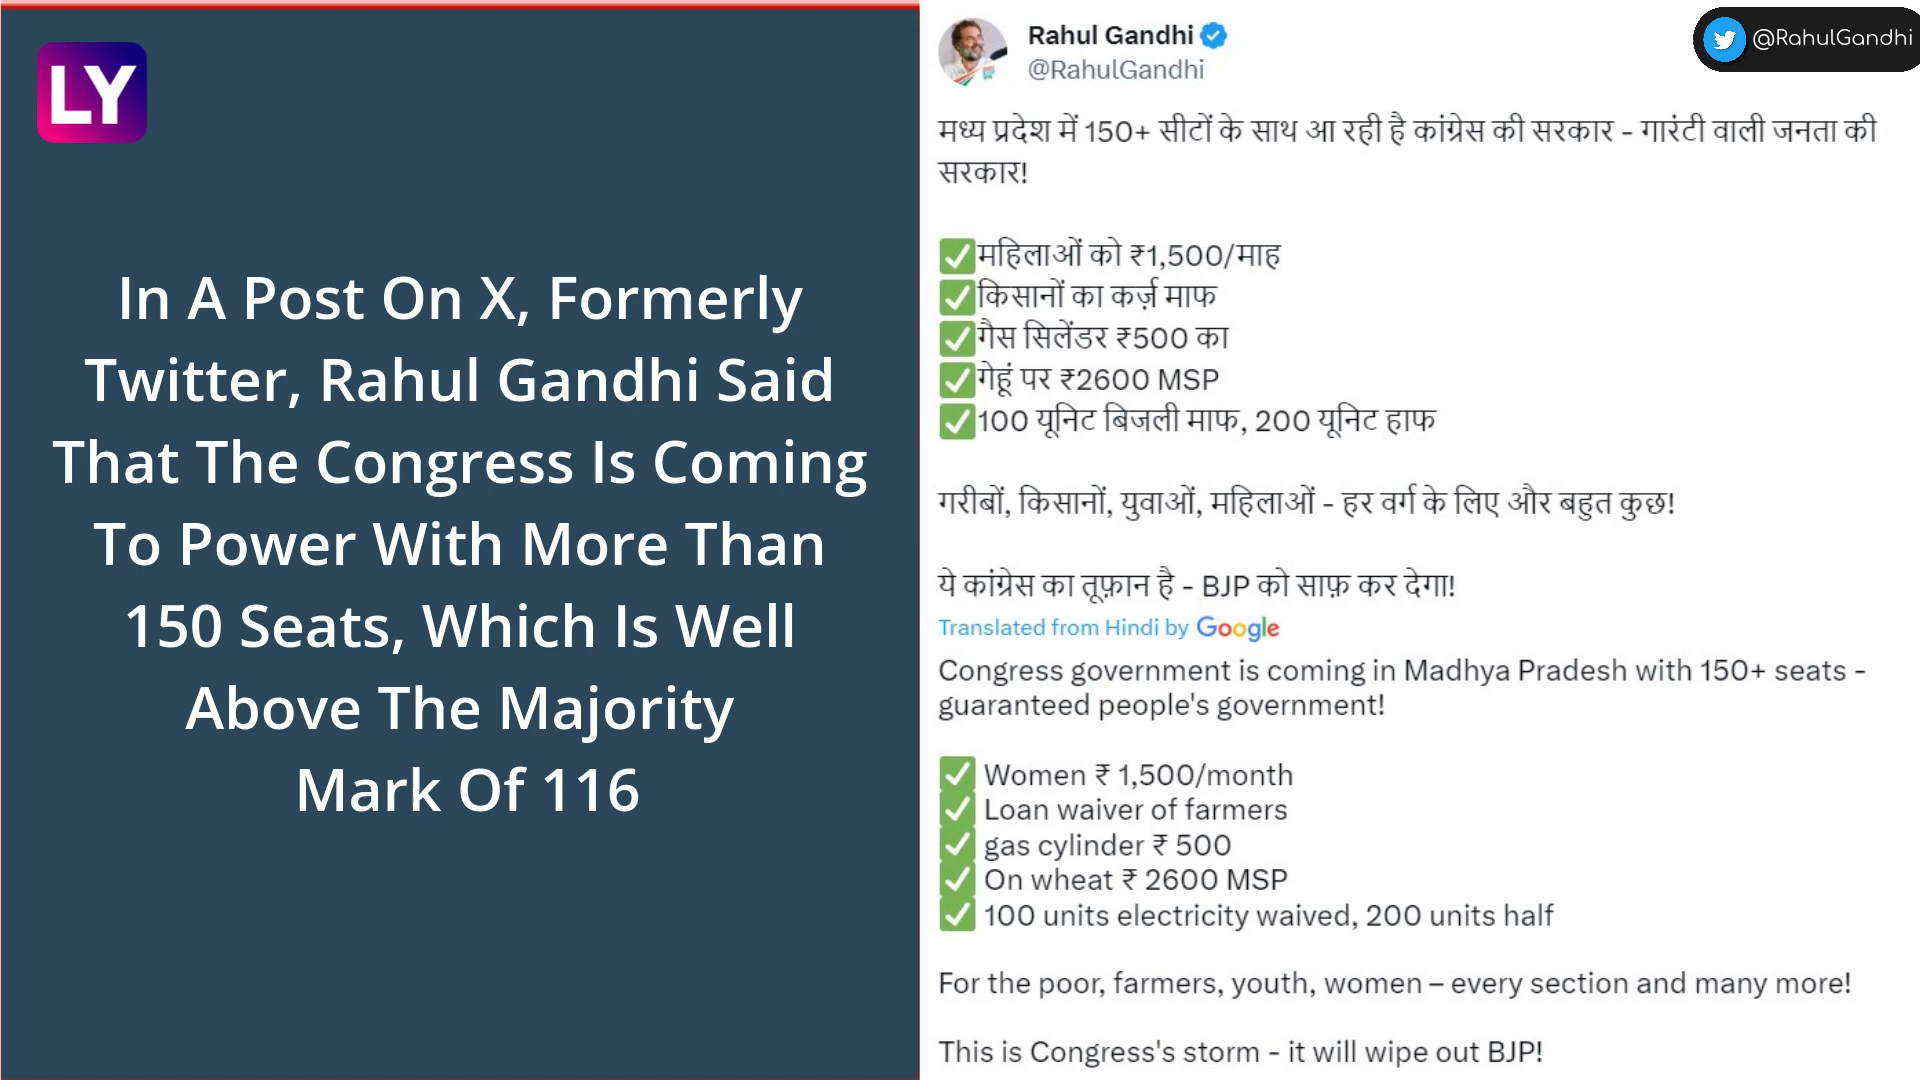 LY
In A Post On X, Formerly
Twitter, Rahul Gandhi Said
That The Congress Is Coming
To Power With More Than
150 Seats, Which Is Well
Above The Majority
Mark Of 116
Rahul Gandhi
@RahulGandhi
@RahulGandhi
मध्य प्रदेश में 150+ सीटों के साथ आ रही है कांग्रेस की सरकार - गारंटी वाली जनता की
सरकार!
✅महिलाओं को ₹1,500/माह
✅किसानों का कर्ज़ माफ
✅गैस सिलेंडर ₹500 का
✅गेहूं पर ₹2600 MSP
✅100 यूनिट बिजली माफ, 200 यूनिट हाफ
गरीबों, किसानों, युवाओं, महिलाओं - हर वर्ग के लिए और बहुत कुछ!
ये कांग्रेस का तूफ़ान है - BJP को साफ़ कर देगा!
Translated from Hindi by Google
Congress government is coming in Madhya Pradesh with 150+ seats -
guaranteed people's government!
✅ Women ₹ 1,500/month
✅ Loan waiver of farmers
✅ gas cylinder ₹ 500
✅ On wheat ₹ 2600 MSP
✅ 100 units electricity waived, 200 units half
For the poor, farmers, youth, women – every section and many more!
This is Congress's storm - it will wipe out BJP!